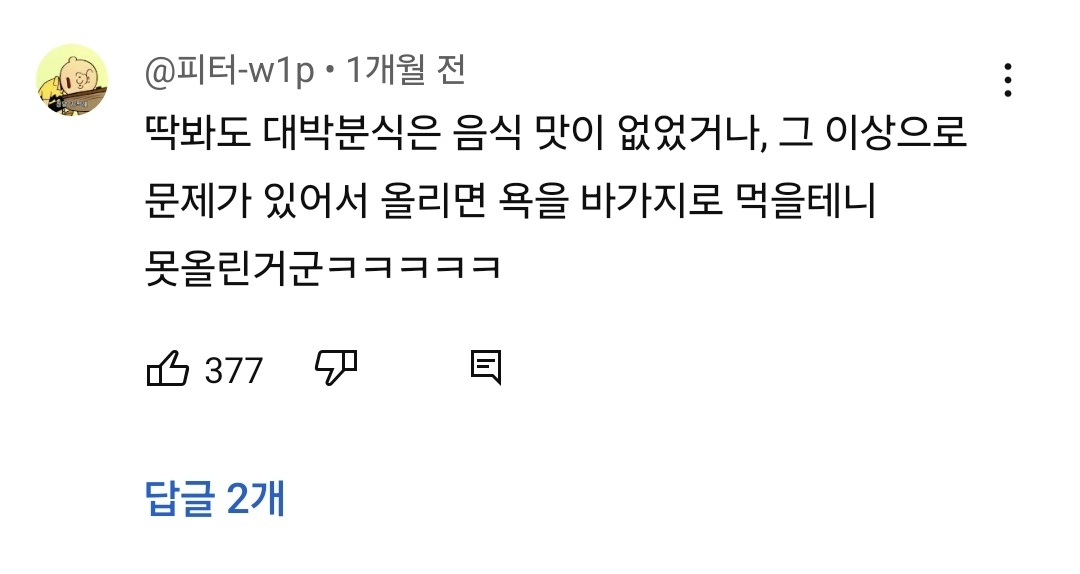 @피터-w1p • 1개월 전
딱봐도 대박분식은 음식 맛이 없었거나, 그 이상으로
문제가 있어서 올리면 욕을 바가지로 먹을테니
못올린거군ㅋㅋㅋㅋㅋ
377
답글 2개